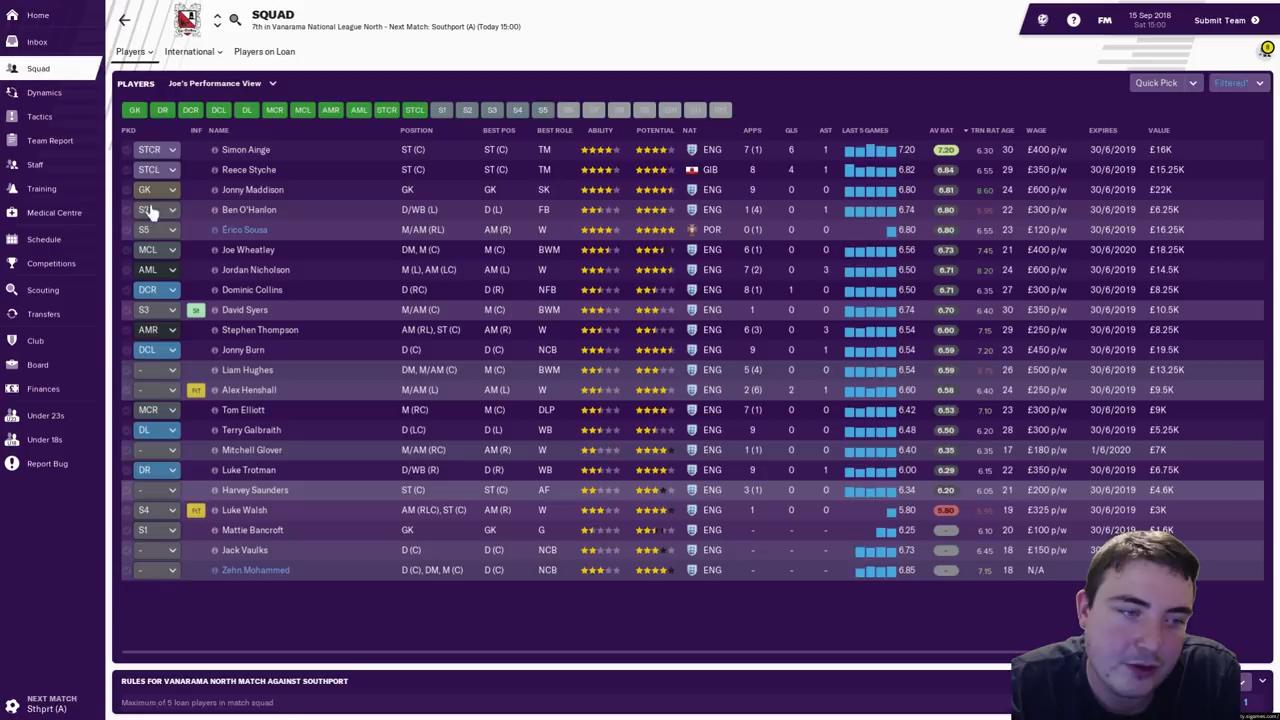 Home
Inbox
Squad
Dynamics
Tactics
Team Report
Staff
Training
Medical Centre
Schedule
Competitions
Scouting
Transfers
Club
Board
Finances
Under 23s
Under 18s
Report Bug
NEXT MATCH
Sthprt (A)
SQUAD
7th in Vanarama National League North - Next Match: Southport (A) (Today 15:00)
FM 15 Sep 2018
Sat 15:00
Submit Team
Players International Players on Loan
PLAYERS Joe's Performance View Quick Pick Filtered
GK DR DCR DCL DL MCR MCL AMR AML STCR STCL S1 S2 S3 S4 S5
PKD INF NAME POSITION BEST POS BEST ROLE ABILITY POTENTIAL NAT APPS GLS AST LAST 5 GAMES AV RAT TRN RAT AGE WAGE EXPIRES VALUE
STCR Simon Ainge ST (C) ST (C) TM ENG 7 (1) 6 1 7.20 7.20 6.30 30 £400 p/w 30/6/2019 £16K
STCL Reece Styche ST (C) ST (C) TM GIB 8 4 1 6.82 6.84 6.55 29 £350 p/w 30/6/2019 £15.25K
GK Jonny Maddison GK GK SK ENG 9 0 0 6.80 6.81 8.60 24 £600 p/w 30/6/2019 £22K
Ben O'Hanlon D/WB (L) D (L) FB ENG 1 (4) 0 1 6.74 6.80 5.95 22 £300 p/w 30/6/2019 £6.25K
S5 Érico Sousa M/AM (RL) AM (R) W POR 0 (1) 0 0 6.80 6.80 6.55 23 £120 p/w 30/6/2019 £16.25K
MCL Joe Wheatley DM, M (C) M (C) BWM ENG 6 (1) 0 0 6.56 6.73 7.45 21 £400 p/w 30/6/2020 £18.25K
AML Jordan Nicholson M (L), AM (LC) AM (L) W ENG 7 (2) 0 3 6.50 6.71 8.20 24 £600 p/w 30/6/2019 £14.5K
DCR Dominic Collins D (RC) D (R) NFB ENG 8 (1) 1 0 6.50 6.71 6.35 27 £300 p/w 30/6/2019 £8.25K
S3 St David Syers M/AM (C) M (C) BWM ENG 1 0 0 6.74 6.70 6.40 30 £350 p/w 30/6/2019 £10.5K
AMR Stephen Thompson AM (RL), ST (C) AM (R) W ENG 6 (3) 0 3 6.54 6.60 7.15 29 £250 p/w 30/6/2019 £8.25K
DCL Jonny Burn D (C) D (C) NCB ENG 9 0 1 6.54 6.59 7.20 23 £450 p/w 30/6/2019 £19.5K
- Liam Hughes DM, M/AM (C) M (C) BWM ENG 5 (4) 0 0 6.60 6.59 26 £500 p/w 30/6/2019 £13.25K
- Fit Alex Henshall M/AM (L) AM (L) W ENG 2 (6) 2 1 6.60 6.58 6.40 24 £250 p/w 30/6/2019 £9.5K
MCR Tom Elliott M (RC) M (C) DLP ENG 7 (1) 0 0 6.42 6.53 7.10 23 £300 p/w 30/6/2019 £9K
DL Terry Galbraith D (LC) D (L) WB ENG 9 0 0 6.48 6.50 6.20 28 £300 p/w 30/6/2019 £5.25K
- Mitchell Glover M/AM (RC) AM (R) W ENG 1 (1) 0 0 6.40 6.35 6.35 17 £180 p/w 1/6/2020 £7K
DR Luke Trotman D/WB (R) D (R) WB ENG 9 0 1 6.00 6.29 6.15 22 £350 p/w 30/6/2019 £6.75K
- Harvey Saunders ST (C) ST (C) AF ENG 3 (1) 0 0 6.34 6.20 6.05 21 £200 p/w 30/6/2019 £4.6K
S4 Fit Luke Walsh AM (RLC), ST (C) AM (R) W ENG 1 0 0 5.80 5.80 5.95 19 £325 p/w 30/6/2019 £3K
S1 Mattie Bancroft GK GK G ENG - - - 6.25 - 6.10 20 £100 p/w 30/6/2019 £1.6K
- Jack Vaulks D (C) D (C) NCB ENG - - - 6.73 - 6.45 18 £150 p/w
- Zehn Mohammed D (C), DM, M (C) D (C) NCB ENG - - - 6.85 - 7.15 18 N/A
RULES FOR VANARAMA NORTH MATCH AGAINST SOUTHPORT
Maximum of 5 loan players in match squad 1